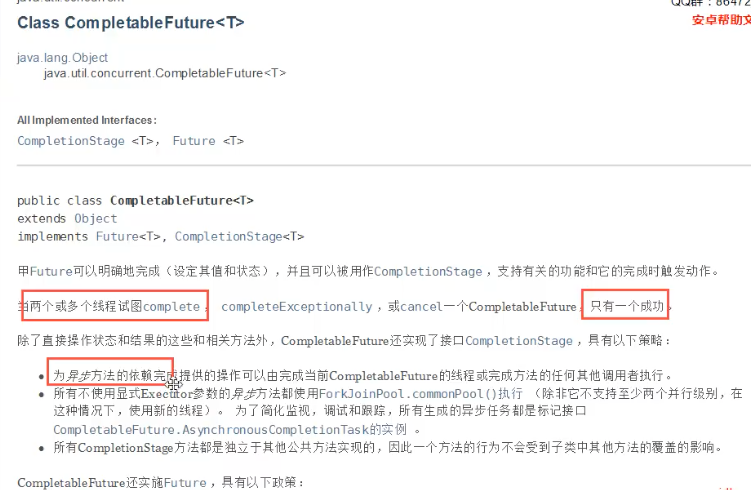 QQ群：86472
Class CompletableFuture<T>
安卓帮助文
java.lang.Object
java.util.concurrent.CompletableFuture<T>
All Implemented Interfaces:
CompletionStage <T>， Future <T>
public class CompletableFuture<T>
extends Object
implements Future<T>, CompletionStage<T>
甲Future可以明确地完成（设定其值和状态），并且可以被用作CompletionStage ，支持有关的功能和它的完成时触发动作。
当两个或多个线程试图complete ， completeExceptionally ，或cancel一个CompletableFuture，只有一个成功。
除了直接操作状态和结果的这些和相关方法外，CompletableFuture还实现了接口CompletionStage ，具有以下策略：
• 为异步方法的依赖完成提供的操作可以由完成当前CompletableFuture的线程或完成方法的任何其他调用者执行。
• 所有不使用显式Executor参数的异步方法都使用ForkJoinPool.commonPool()执行 （除非它不支持至少两个并行级别，在
这种情况下，使用新的线程）。 为了简化监视，调试和跟踪，所有生成的异步任务都是标记接口
CompletableFuture.AsynchronousCompletionTask的实例 。
• 所有CompletionStage方法都是独立于其他公共方法实现的，因此一个方法的行为不会受到子类中其他方法的覆盖的影响。
CompletableFuture还实施Future ，具有以下政策：